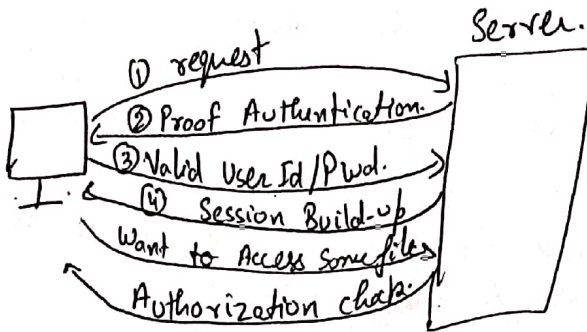 Server.
① request
② Proof Authentication.
③ Valid User Id/Pwd.
④ Session Build-up
Want to Access Some files
Authorization chek.